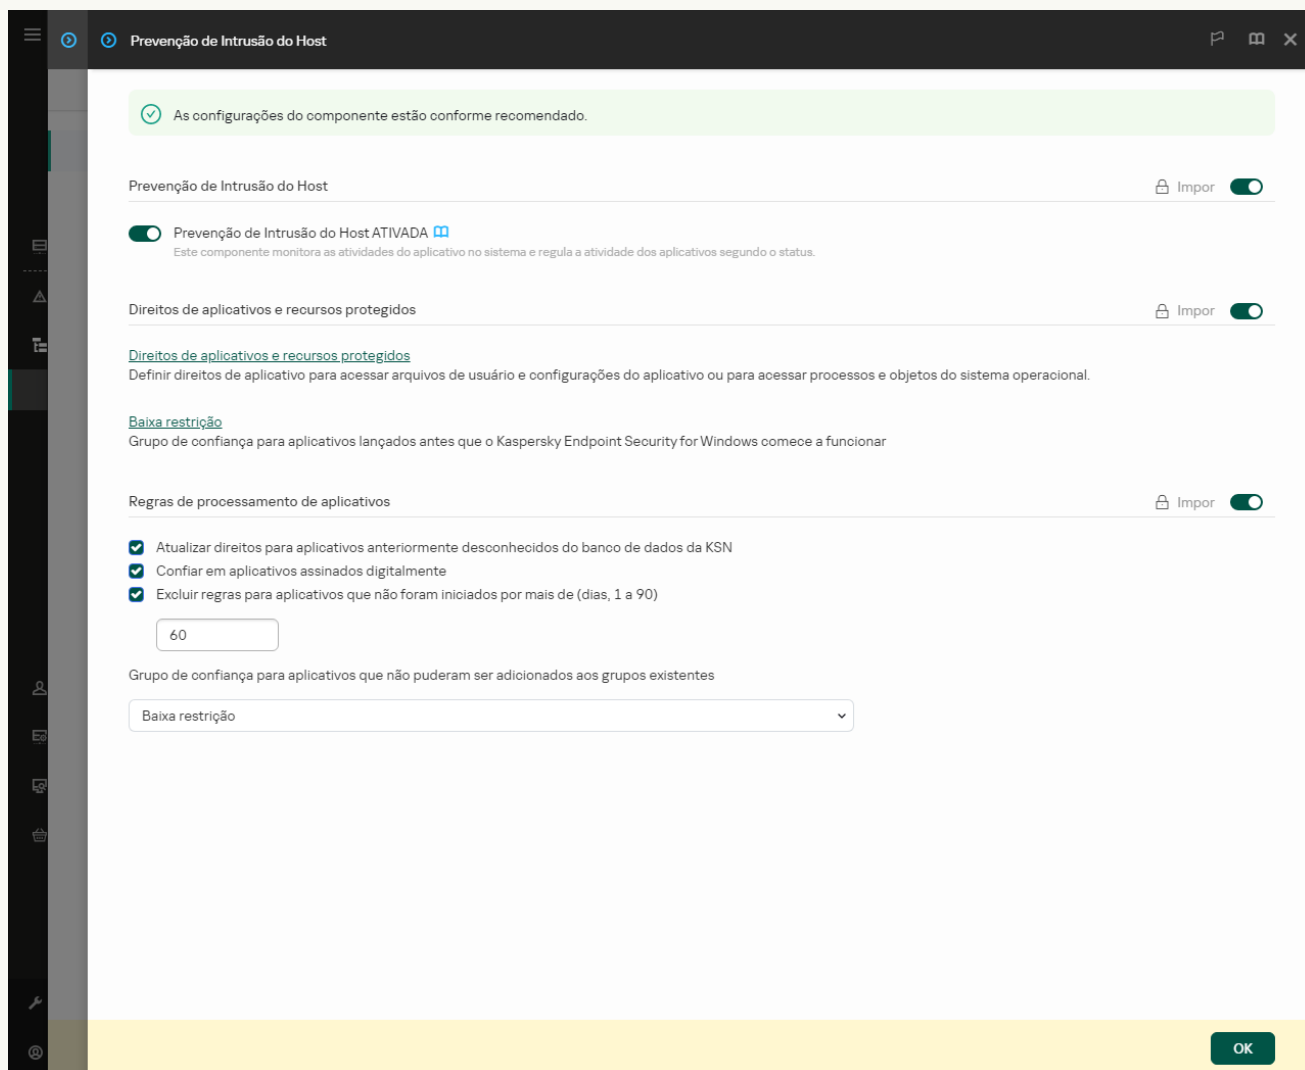 Prevenção de Intrusão do Host
As configurações do componente estão conforme recomendado.
Prevenção de Intrusão do Host
Impor
Prevenção de Intrusão do Host ATIVADA
Este componente monitora as atividades do aplicativo no sistema e regula a atividade dos aplicativos segundo o status.
Direitos de aplicativos e recursos protegidos
Impor
Direitos de aplicativos e recursos protegidos
Definir direitos de aplicativo para acessar arquivos de usuário e configurações do aplicativo ou para acessar processos e objetos do sistema operacional.
Baixa restrição
Grupo de confiança para aplicativos lançados antes que o Kaspersky Endpoint Security for Windows comece a funcionar
Regras de processamento de aplicativos
Impor
Atualizar direitos para aplicativos anteriormente desconhecidos do banco de dados da KSN
Confiar em aplicativos assinados digitalmente
Excluir regras para aplicativos que não foram iniciados por mais de (dias, 1 a 90)
60
Grupo de confiança para aplicativos que não puderam ser adicionados aos grupos existentes
Baixa restrição
OK